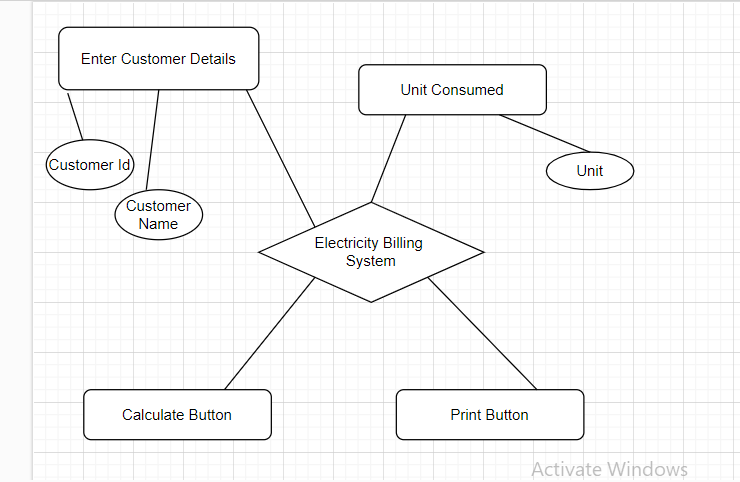 Enter Customer Details
Unit Consumed
Customer Id
Unit
Customer
Name
Electricity Billing
System
Calculate Button
Print Button
Activate Windows